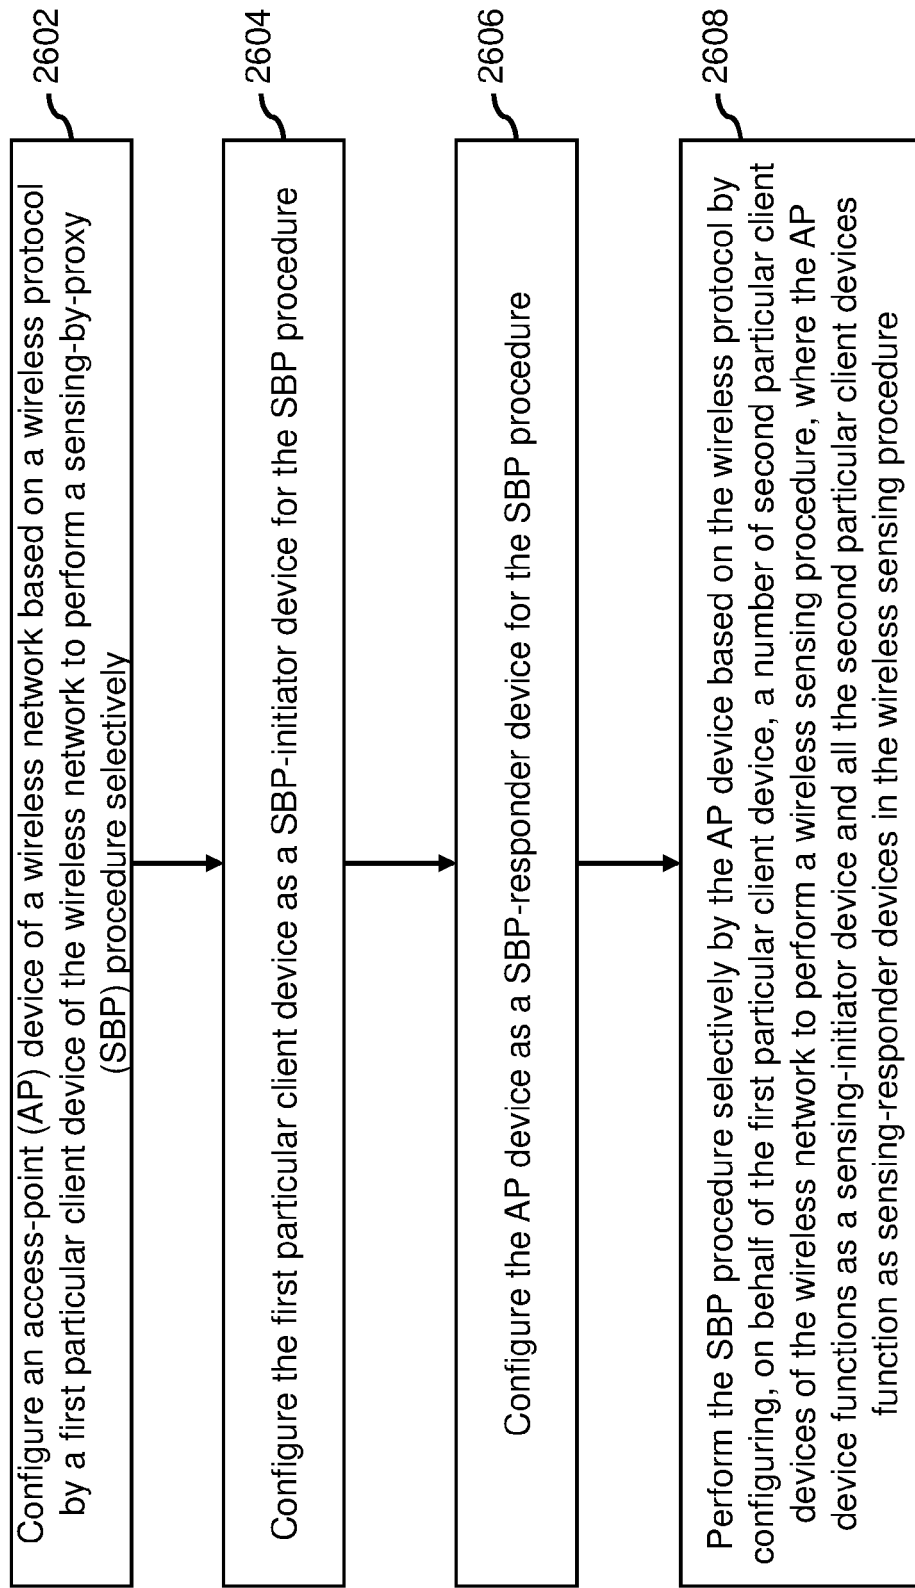 Configure an access-point (AP) device of a wireless network based on a wireless protocol
by a first particular client device of the wireless network to perform a sensing-by-proxy
(SBP) procedure selectively
2602
Configure the first particular client device as a SBP-initiator device for the SBP procedure
2604
Configure the AP device as a SBP-responder device for the SBP procedure
2606
Perform the SBP procedure selectively by the AP device based on the wireless protocol by
configuring, on behalf of the first particular client device, a number of second particular client
devices of the wireless network to perform a wireless sensing procedure, where the AP
device functions as a sensing-initiator device and all the second particular client devices
function as sensing-responder devices in the wireless sensing procedure
2608